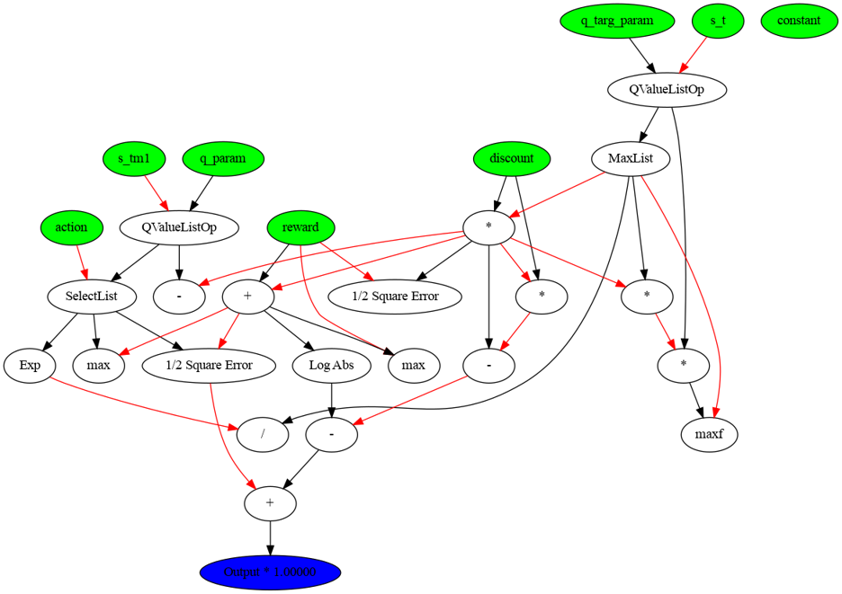 q_targ_param
s_t
constant
QValueListOp
s_tm1
q_param
discount
MaxList
action
QValueListOp
reward
*
SelectList
-
+
1/2 Square Error
*
*
Exp
max
1/2 Square Error
Log Abs
max
-
*
/
-
maxf
+
Output * 1.00000